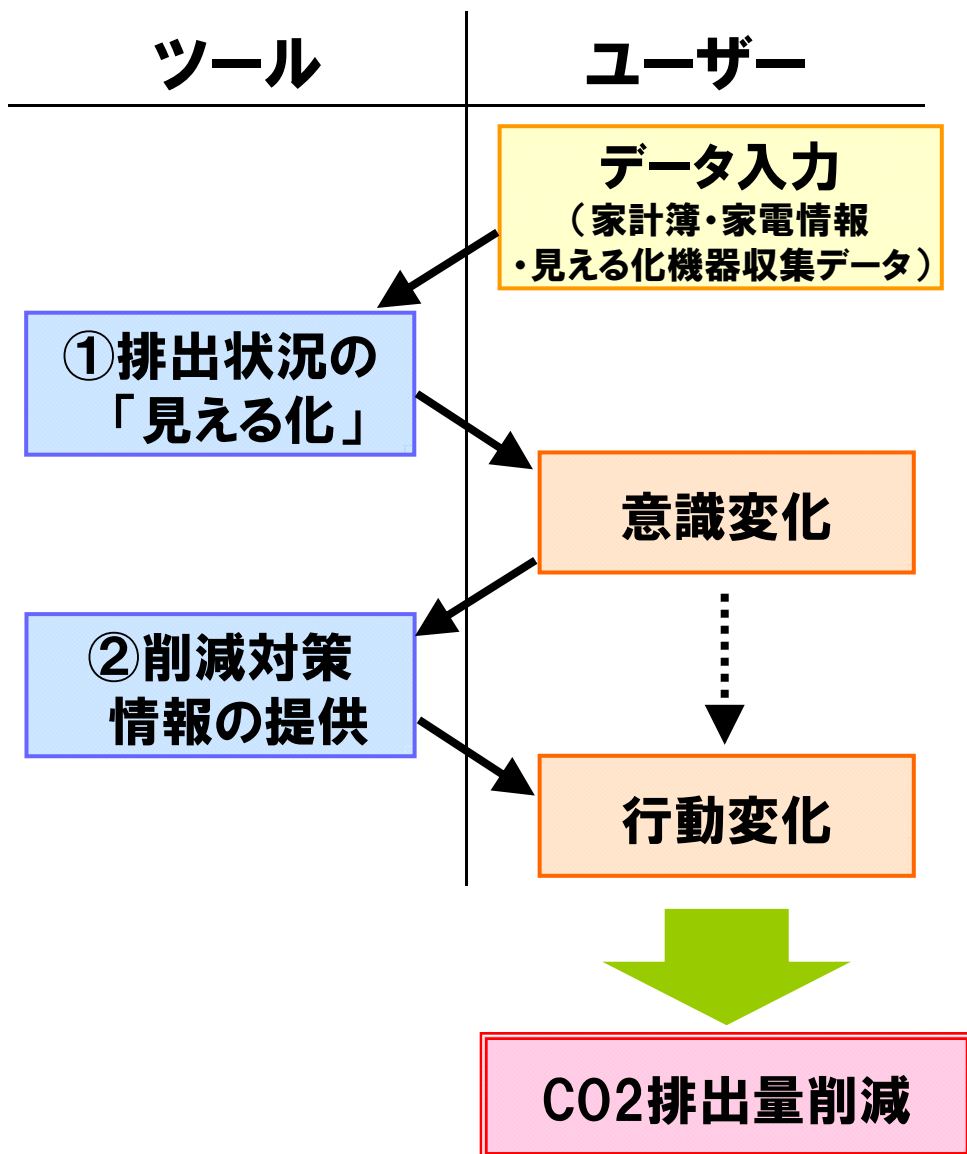 ツール
ユーザー
データ入力
（家計簿・家電情報
・見える化機器収集データ）
①排出状況の
「見える化」
意識変化
②削減対策
情報の提供
行動変化
CO2排出量削減